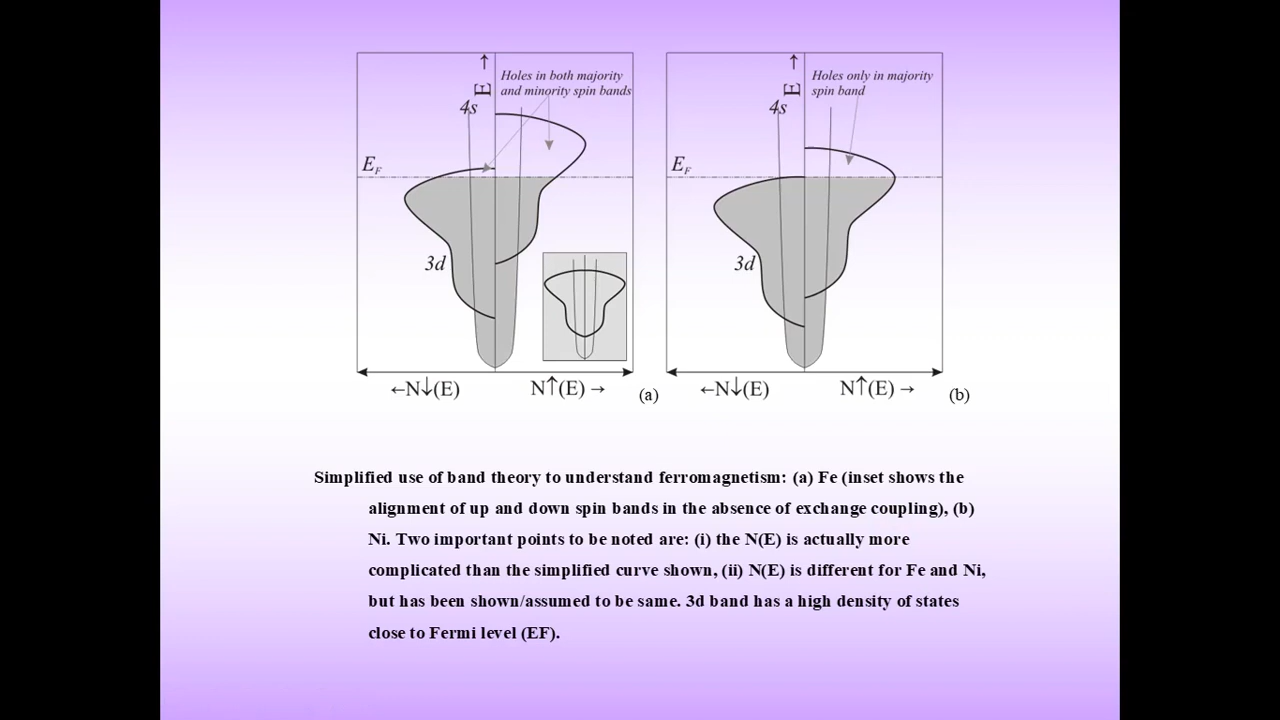 E →
Holes in both majority
and minority spin bands
4s
E_F
3d
←N↓(E)
N↑(E) →
(a)
E →
Holes only in majority
spin band
4s
E_F
3d
←N↓(E)
N↑(E) →
(b)
Simplified use of band theory to understand ferromagnetism: (a) Fe (inset shows the
alignment of up and down spin bands in the absence of exchange coupling), (b)
Ni. Two important points to be noted are: (i) the N(E) is actually more
complicated than the simplified curve shown, (ii) N(E) is different for Fe and Ni,
but has been shown/assumed to be same. 3d band has a high density of states
close to Fermi level (EF).